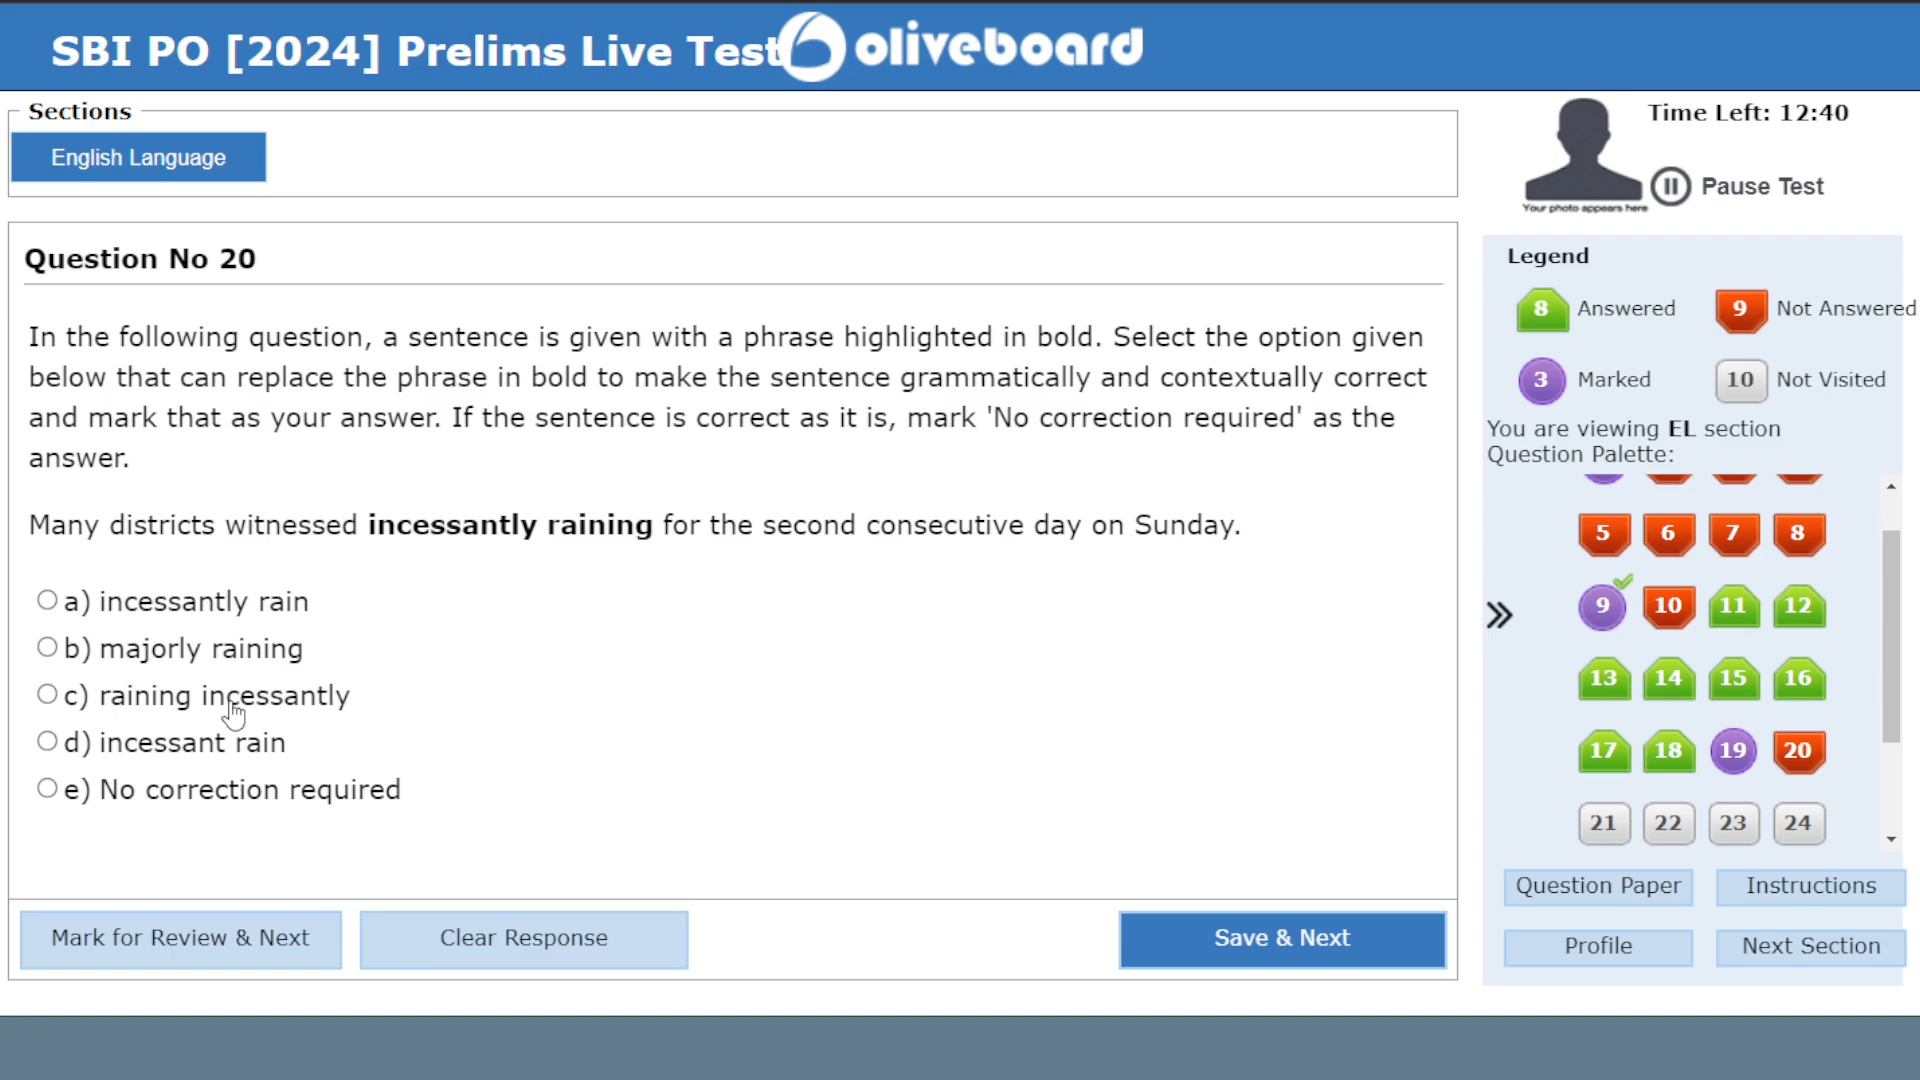 SBI PO [2024] Prelims Live Test oliveboard
Sections
English Language
Time Left: 12:40
Your photo appears here
Pause Test
Question No 20
In the following question, a sentence is given with a phrase highlighted in bold. Select the option given
below that can replace the phrase in bold to make the sentence grammatically and contextually correct
and mark that as your answer. If the sentence is correct as it is, mark 'No correction required' as the
answer.
Many districts witnessed incessantly raining for the second consecutive day on Sunday.
a) incessantly rain
b) majorly raining
c) raining incessantly
d) incessant rain
e) No correction required
Mark for Review & Next
Clear Response
Save & Next
Legend
8 Answered 9 Not Answered
3 Marked 10 Not Visited
You are viewing EL section
Question Palette:
5 6 7 8
9 10 11 12
13 14 15 16
17 18 19 20
21 22 23 24
Question Paper Instructions
Profile Next Section